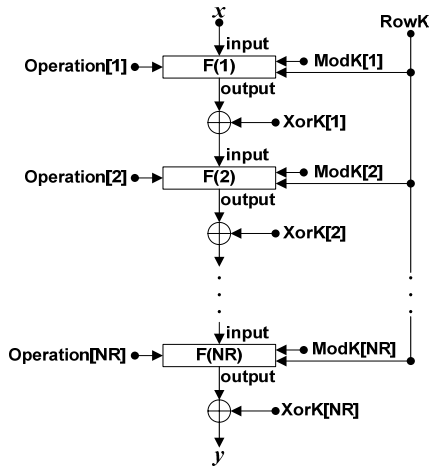 x
RowK
input
Operation[1]
F(1)
ModK[1]
output
XorK[1]
input
Operation[2]
F(2)
ModK[2]
output
XorK[2]
input
Operation[NR]
F(NR)
ModK[NR]
output
XorK[NR]
y